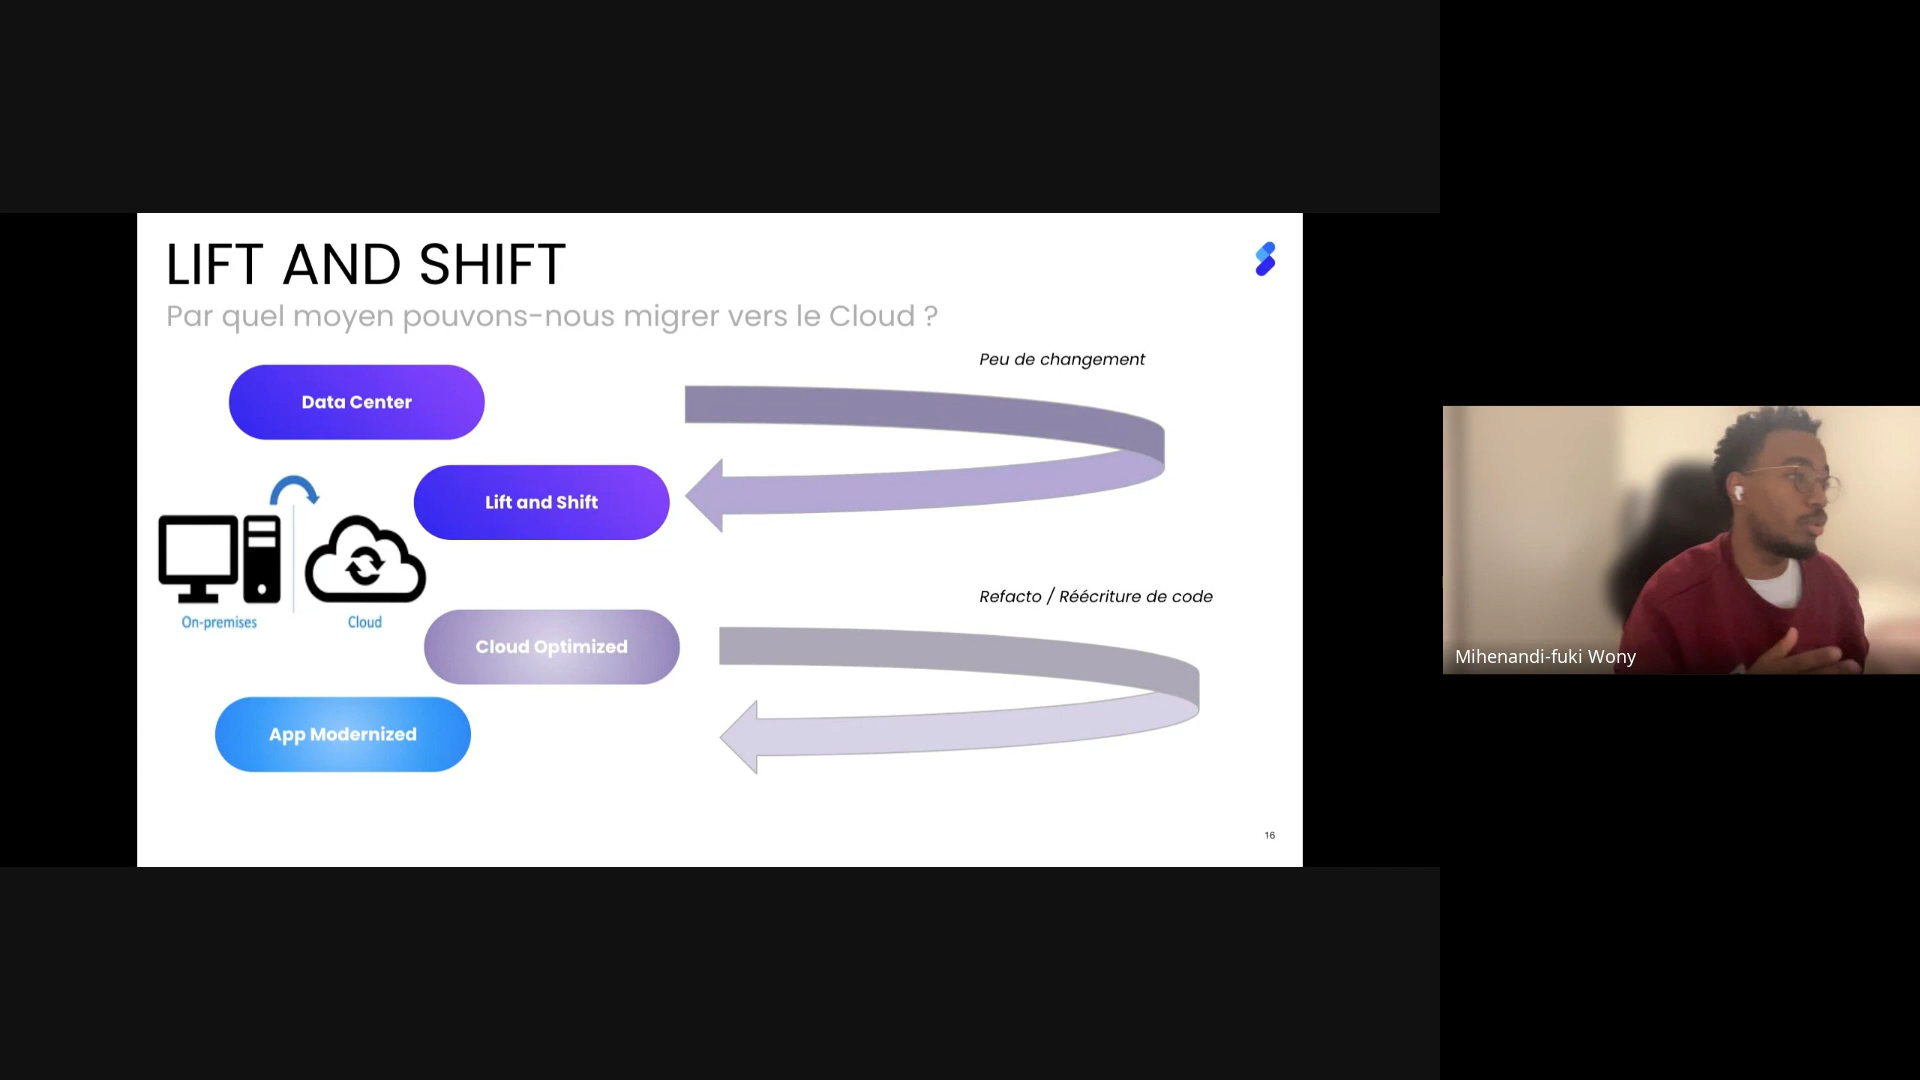 LIFT AND SHIFT
Par quel moyen pouvons-nous migrer vers le Cloud ?
Peu de changement
Data Center
Lift and Shift
On-premises
Cloud
Refacto / Réécriture de code
Cloud Optimized
App Modernized
16
Mihenandi-fuki Wony